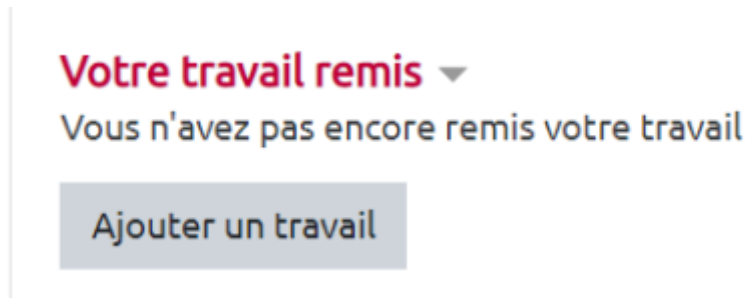 Votre travail remis
Vous n'avez pas encore remis votre travail
Ajouter un travail